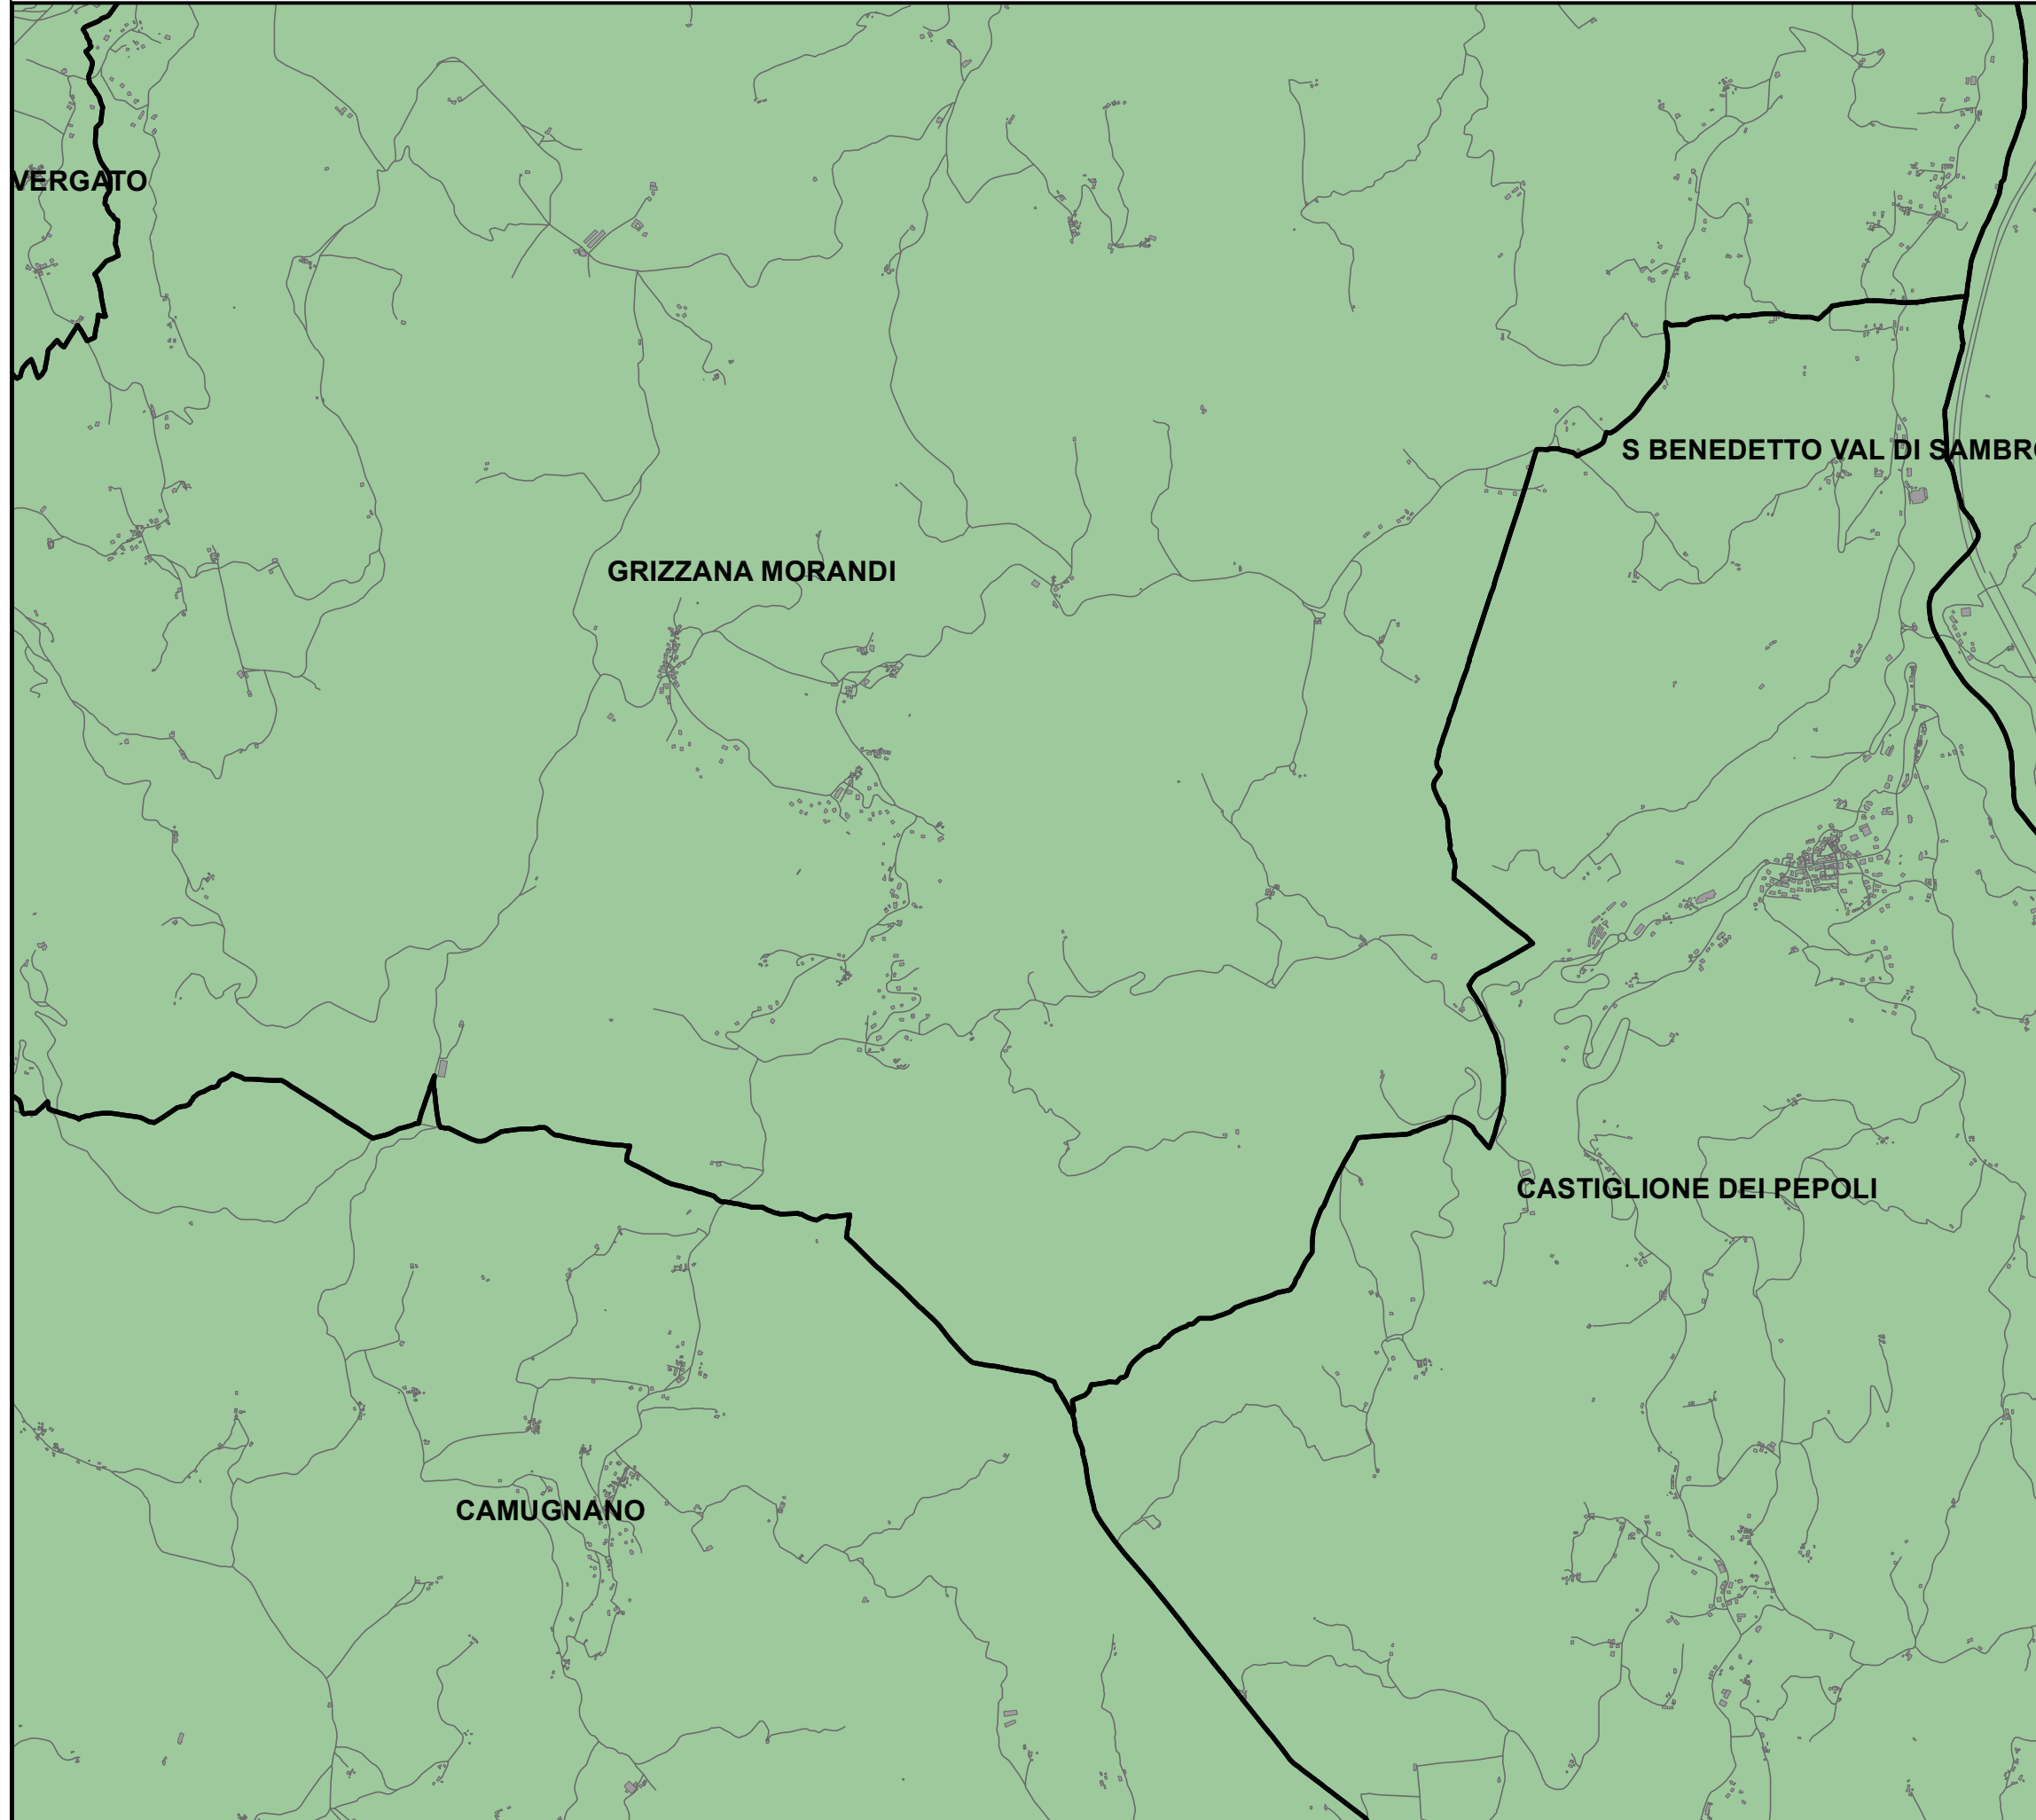 VERGATO
S BENEDETTO VAL DI SAMBRO
GRIZZANA MORANDI
CASTIGLIONE DEI PEPOLI
CAMUGNANO